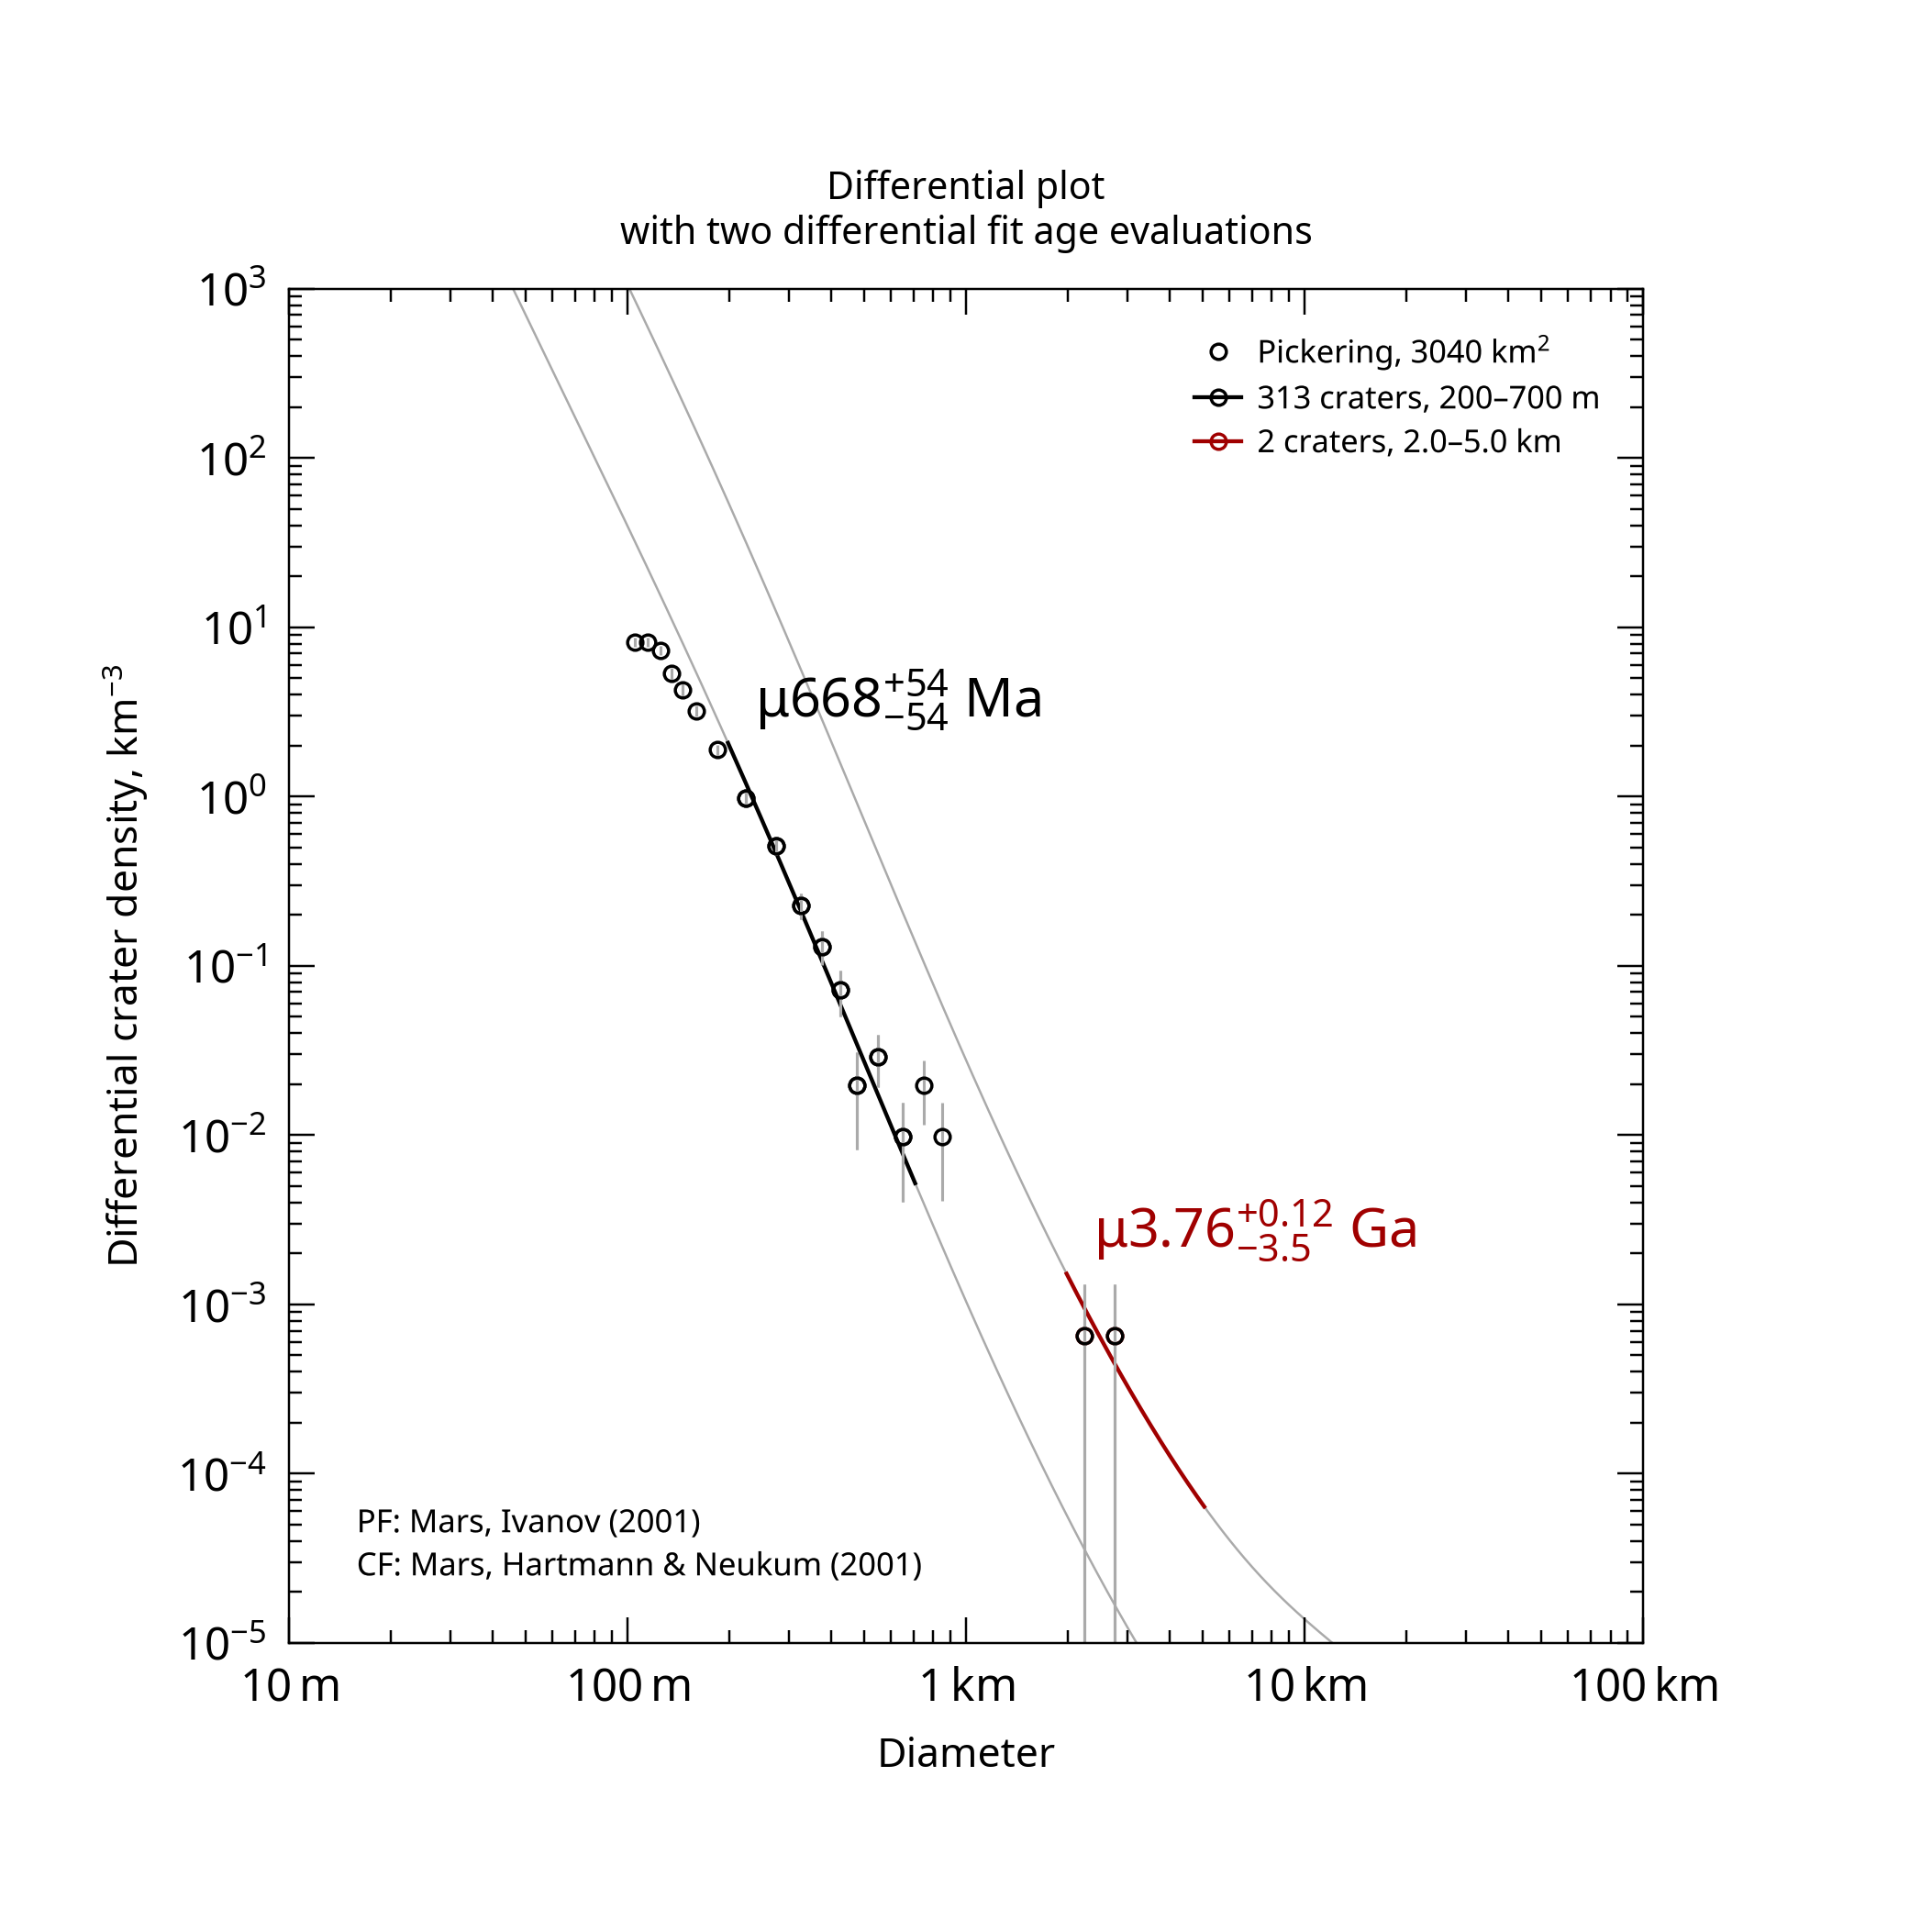 Differential plot
with two differential fit age evaluations
10³
10²
10¹
10⁰
10⁻¹
10⁻²
10⁻³
10⁻⁴
10⁻⁵
Differential crater density, km⁻³
Pickering, 3040 km²
313 craters, 200–700 m
2 craters, 2.0–5.0 km
μ668 +54 −54 Ma
μ3.76 +0.12 −3.5 Ga
PF: Mars, Ivanov (2001)
CF: Mars, Hartmann & Neukum (2001)
10 m 100 m 1 km 10 km 100 km
Diameter